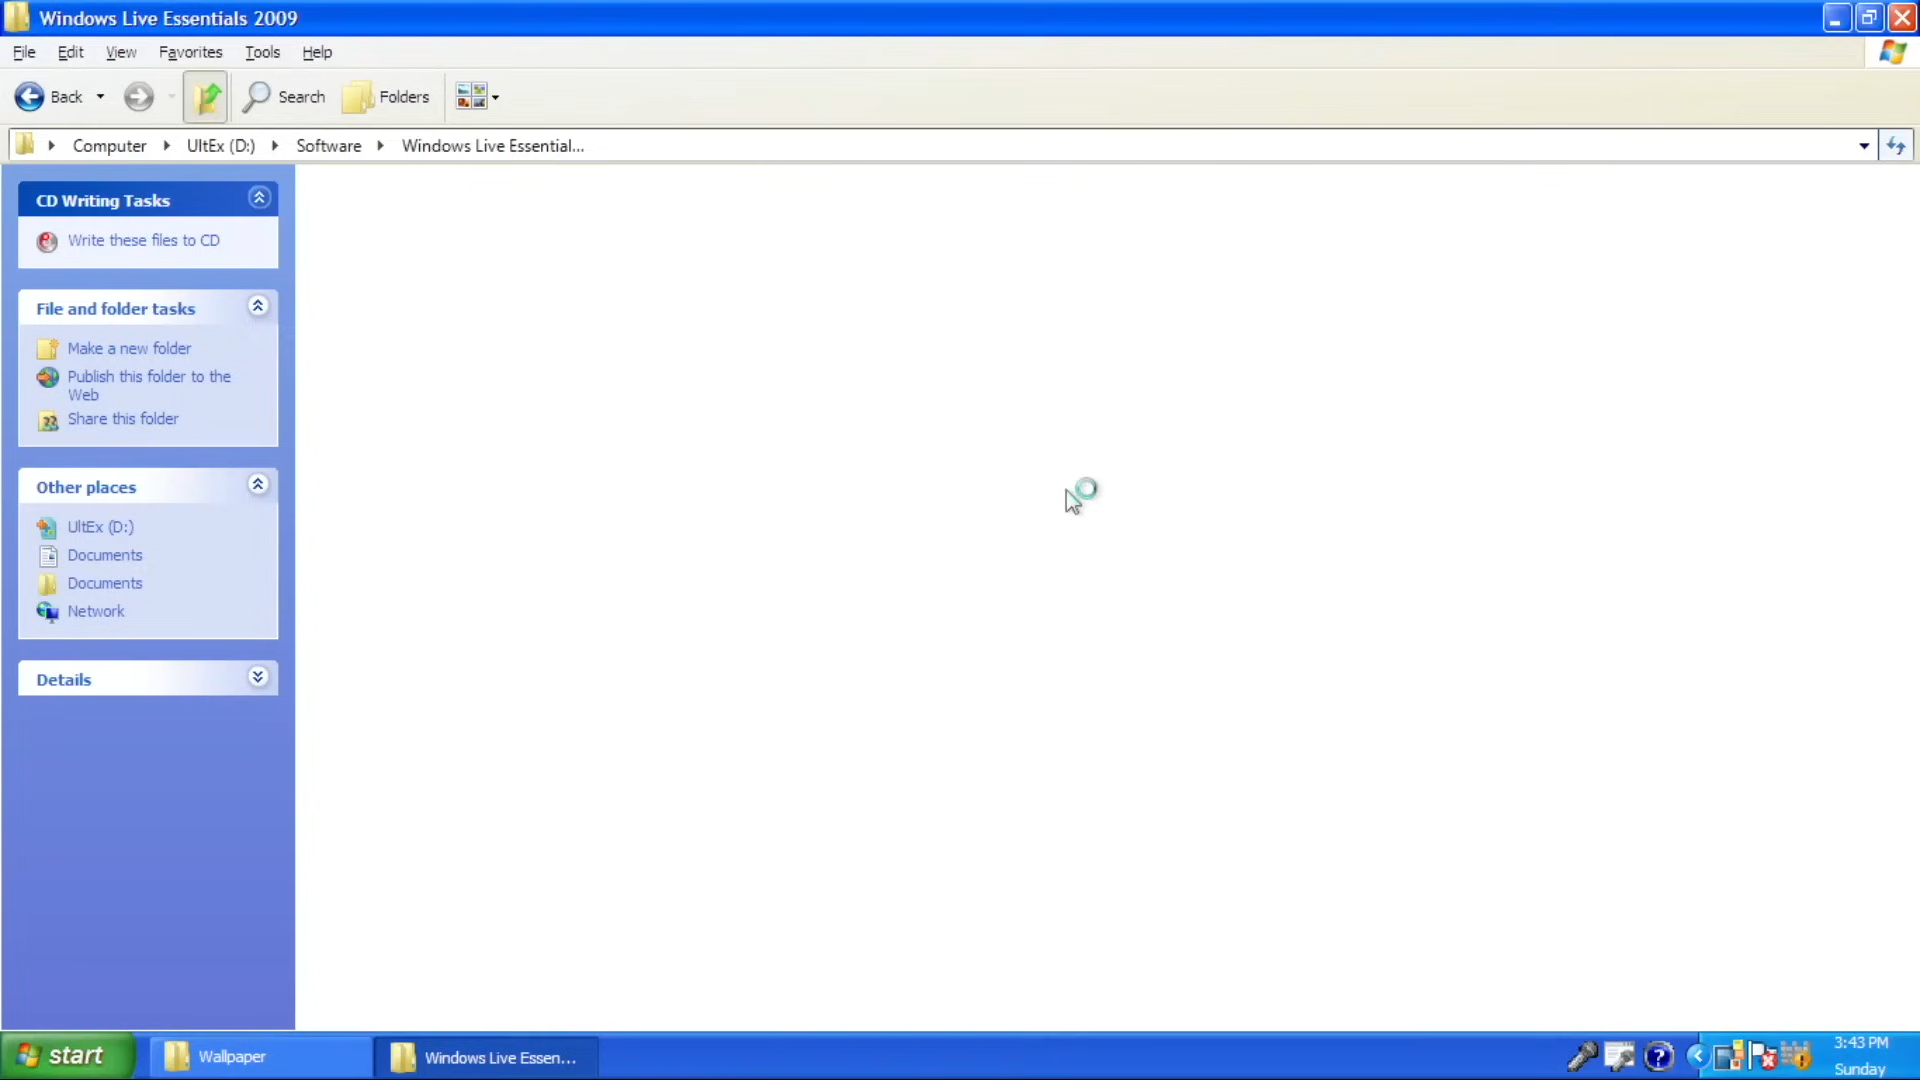 Windows Live Essentials 2009
File Edit View Favorites Tools Help
Back Search Folders
Computer UltEx (D:) Software Windows Live Essential...
CD Writing Tasks
Write these files to CD
File and folder tasks
Make a new folder
Publish this folder to the
Web
Share this folder
Other places
UltEx (D:)
Documents
Documents
Network
Details
start Wallpaper Windows Live Essen... 3:43 PM
Sunday